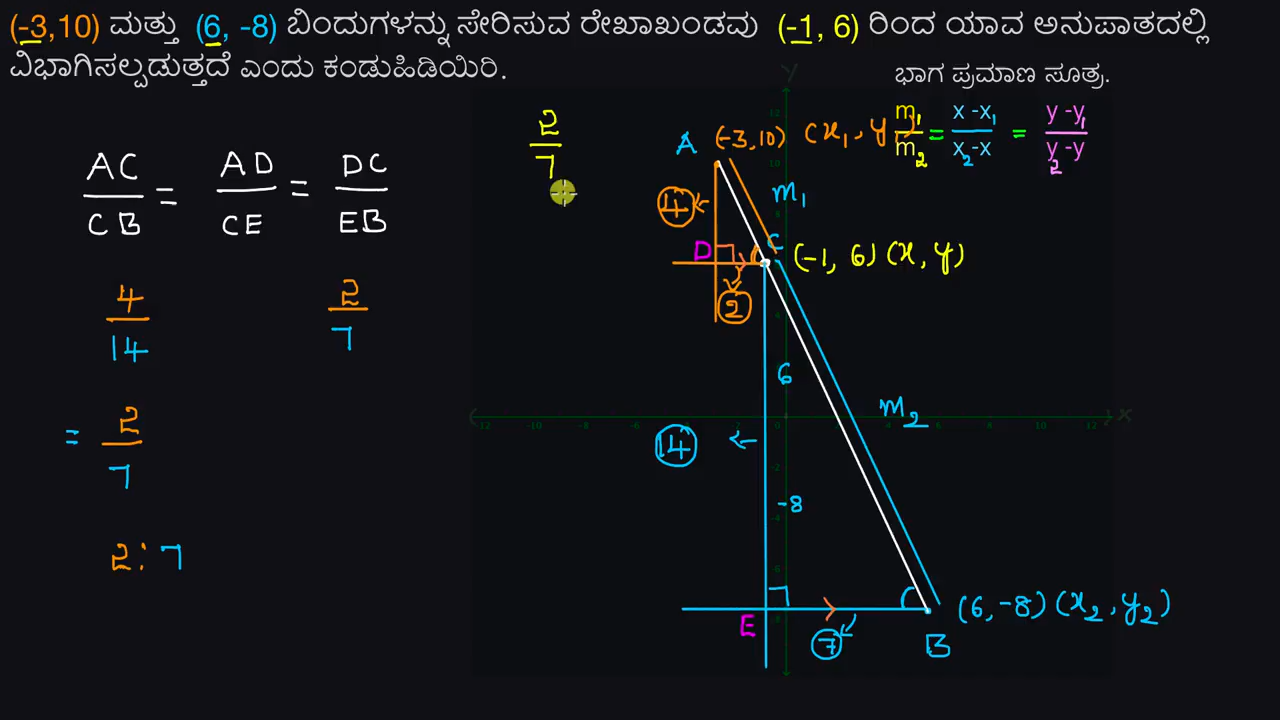 (-3,10) ಮತ್ತು (6, -8) ಬಿಂದುಗಳನ್ನು ಸೇರಿಸುವ ರೇಖಾಖಂಡವು (-1, 6) ರಿಂದ ಯಾವ ಅನುಪಾತದಲ್ಲಿ
ವಿಭಾಗಿಸಲ್ಪಡುತ್ತದೆ ಎಂದು ಕಂಡುಹಿಡಿಯಿರಿ.
ಭಾಗ ಪ್ರಮಾಣ ಸೂತ್ರ.
m₁/m₂ = x -x₁/x₂-x = y -y₁/y₂-y
AC/CB = AD/CE = DC/EB
4/14
2/7
= 2/7
2:7
2/7
A (-3,10) (x₁, y
m₁
4
D
C (-1, 6) (x, y)
2
6
m₂
14
-8
E
7
B
(6,-8) (x₂, y₂)
y
x